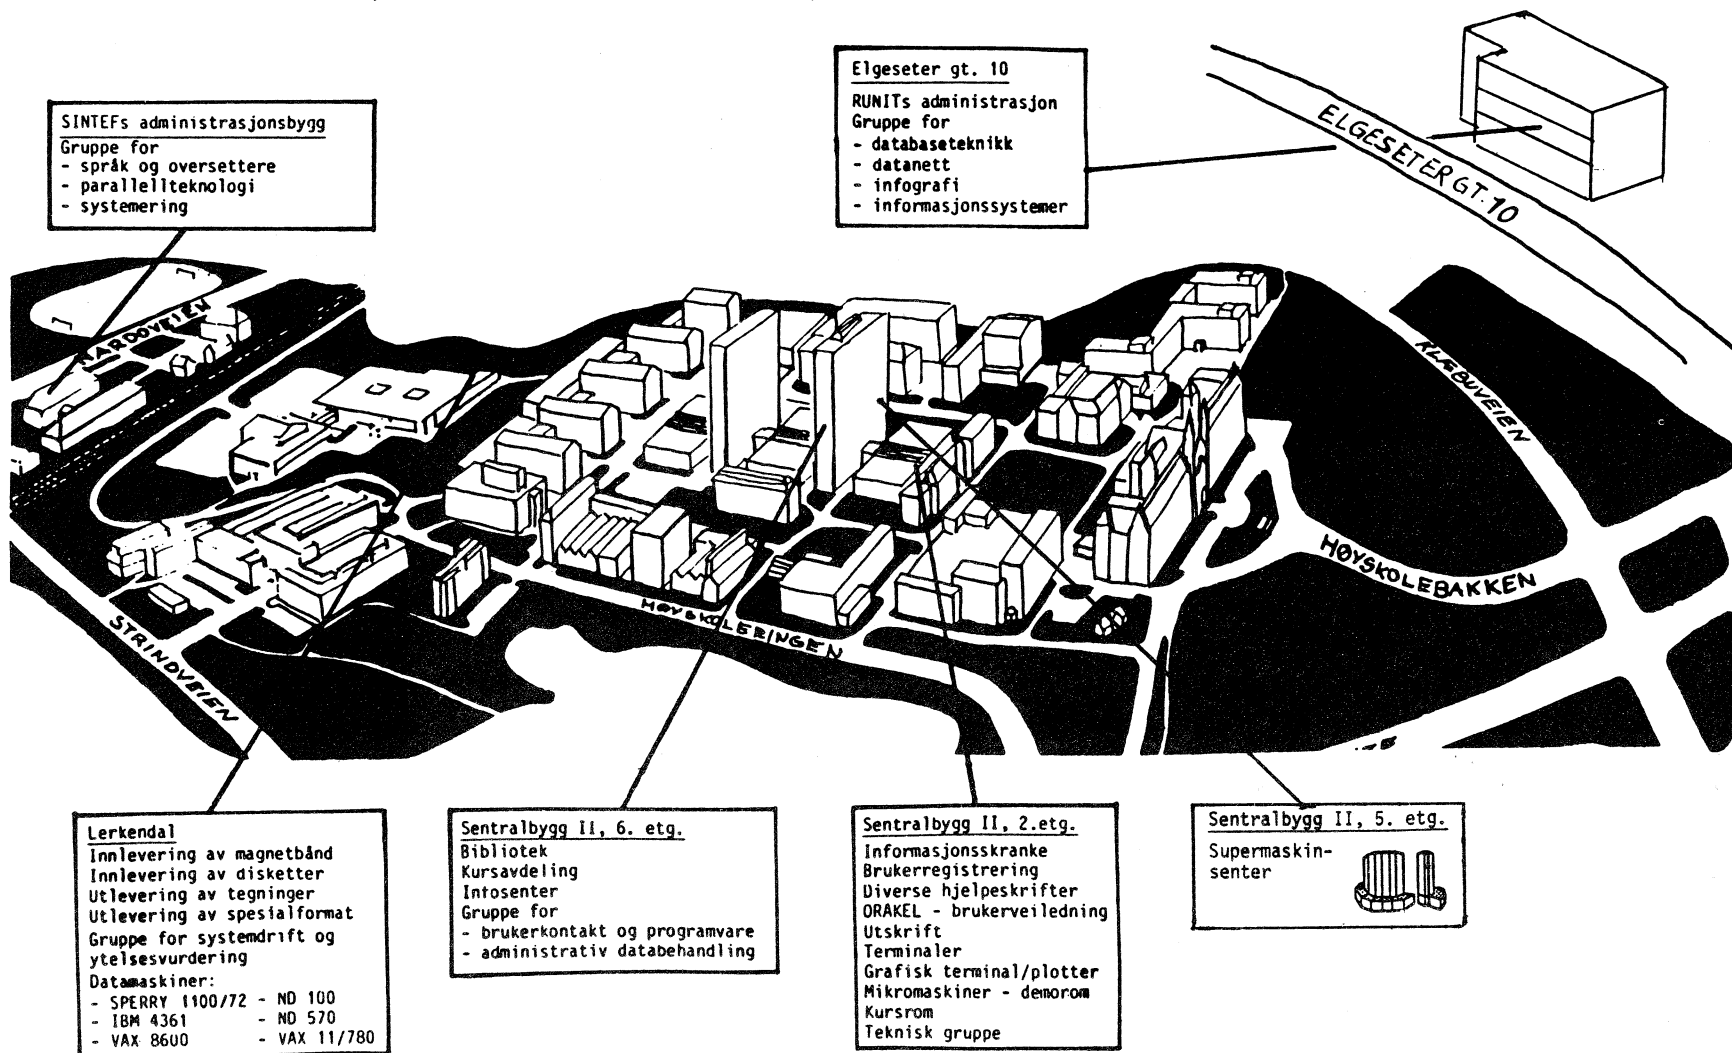 Elgeseter gt. 10
RUNITs administrasjon
Gruppe for
- databaseteknikk
- datanett
- infografi
- informasjonssystemer
SINTEFs administrasjonsbygg
Gruppe for
- språk og oversettere
- parallellteknologi
- systemering
ELGESETER GT. 10
NARDOVEIEN
KLÆBUVEIEN
HØYSKOLEBAKKEN
HØYSKOLERINGEN
STRINDVEIEN
Lerkendal
Innlevering av magnetbånd
Innlevering av disketter
Utlevering av tegninger
Utlevering av spesialformat
Gruppe for systemdrift og
ytelsesvurdering
Datamaskiner:
- SPERRY 1100/72 - ND 100
- IBM 4361 - ND 570
- VAX 8600 - VAX 11/780
Sentralbygg II, 6. etg.
Bibliotek
Kursavdeling
Infosenter
Gruppe for
- brukerkontakt og programvare
- administrativ databehandling
Sentralbygg II, 2.etg.
Informasjonsskranke
Brukerregistrering
Diverse hjelpeskrifter
ORAKEL - brukerveiledning
Utskrift
Terminaler
Grafisk terminal/plotter
Mikromaskiner - demorom
Kursrom
Teknisk gruppe
Sentralbygg II, 5. etg.
Supermaskin-
senter